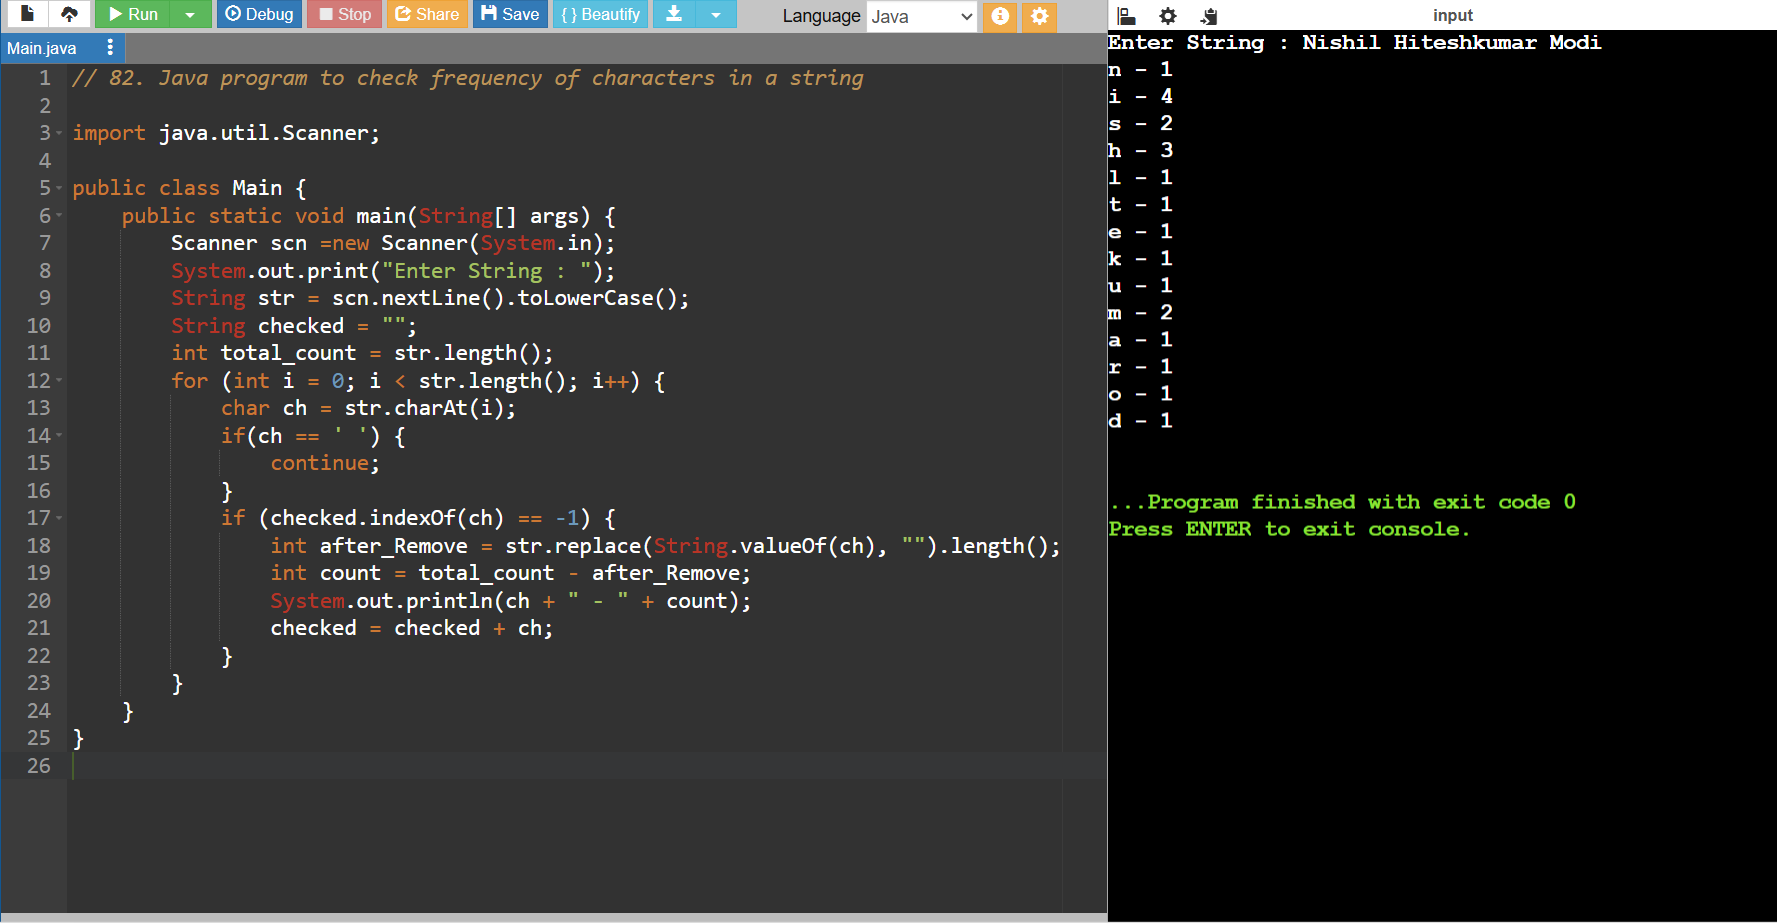 Run Debug Stop Share Save { } Beautify Language Java
Main.java
1 // 82. Java program to check frequency of characters in a string
2
3 import java.util.Scanner;
4
5 public class Main {
6     public static void main(String[] args) {
7         Scanner scn =new Scanner(System.in);
8         System.out.print("Enter String : ");
9         String str = scn.nextLine().toLowerCase();
10         String checked = "";
11         int total_count = str.length();
12         for (int i = 0; i < str.length(); i++) {
13             char ch = str.charAt(i);
14             if(ch == ' ') {
15                 continue;
16             }
17             if (checked.indexOf(ch) == -1) {
18                 int after_Remove = str.replace(String.valueOf(ch), "").length();
19                 int count = total_count - after_Remove;
20                 System.out.println(ch + " - " + count);
21                 checked = checked + ch;
22             }
23         }
24     }
25 }
26
input
Enter String : Nishil Hiteshkumar Modi
n - 1
i - 4
s - 2
h - 3
l - 1
t - 1
e - 1
k - 1
u - 1
m - 2
a - 1
r - 1
o - 1
d - 1
...Program finished with exit code 0
Press ENTER to exit console.